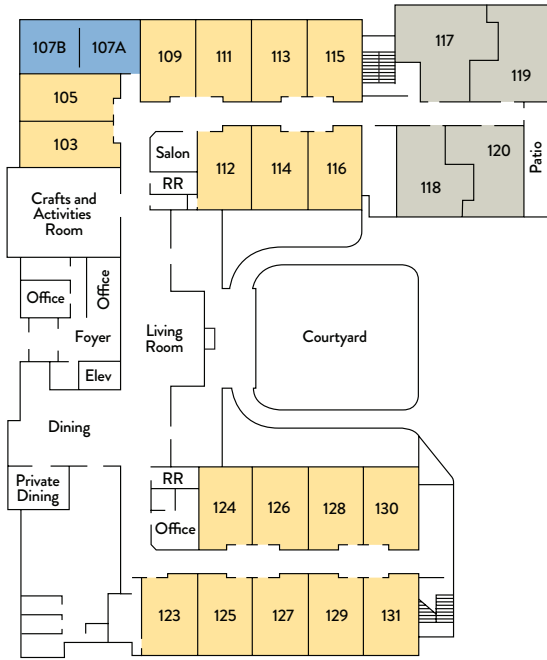 107B
107A
109
111
113
115
117
119
105
103
Salon
RR
112
114
116
118
120
Patio
Crafts and
Activities
Room
Office
Office
Foyer
Elev
Living
Room
Courtyard
Dining
Private
Dining
RR
Office
124
126
128
130
123
125
127
129
131